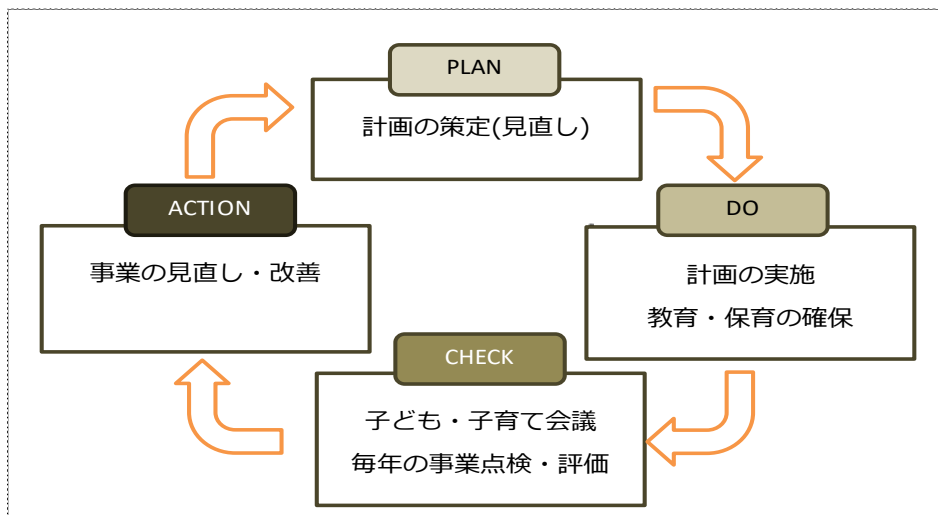 PLAN
計画の策定(見直し)
DO
計画の実施
教育・保育の確保
CHECK
子ども・子育て会議
毎年の事業点検・評価
ACTION
事業の見直し・改善